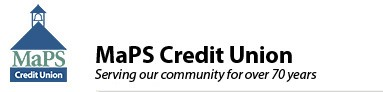 MaPS
Credit Union
MaPS Credit Union
Serving our community for over 70 years